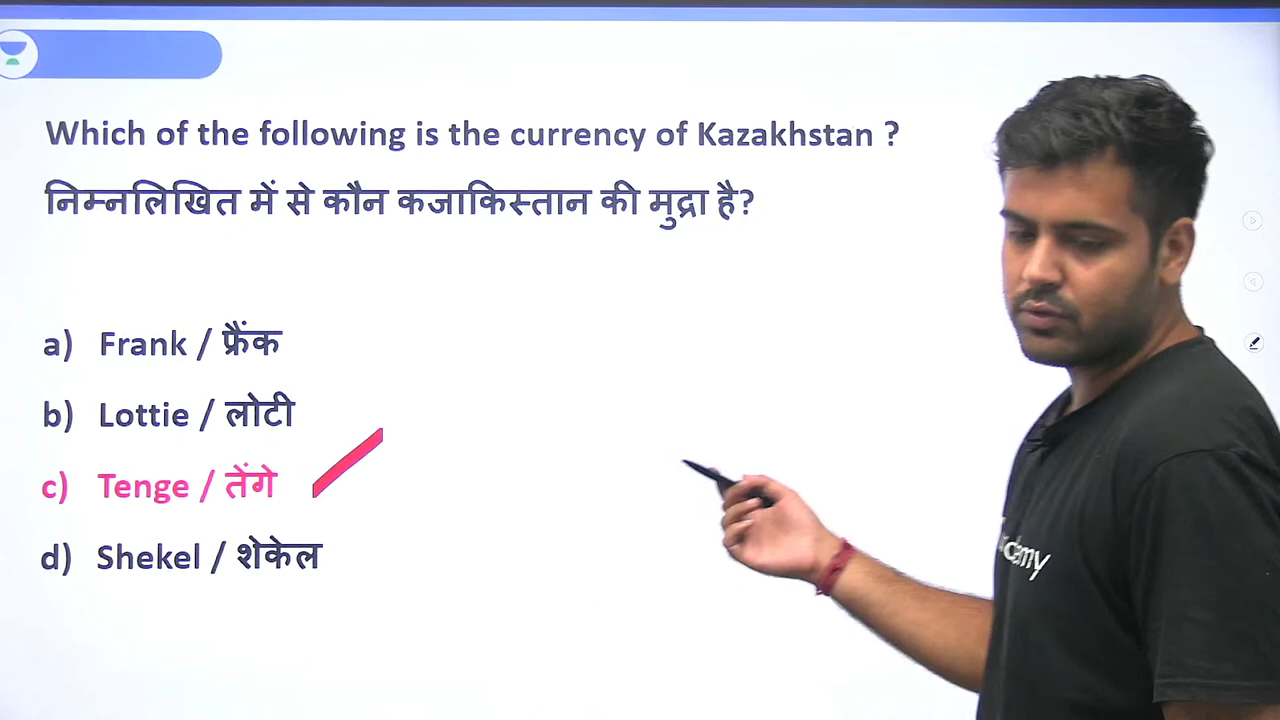 Which of the following is the currency of Kazakhstan ?
निम्नलिखित में से कौन कजाकिस्तान की मुद्रा है?
a) Frank / फ्रैंक
b) Lottie / लोटी
c) Tenge / तेंगे
d) Shekel / शेकेल